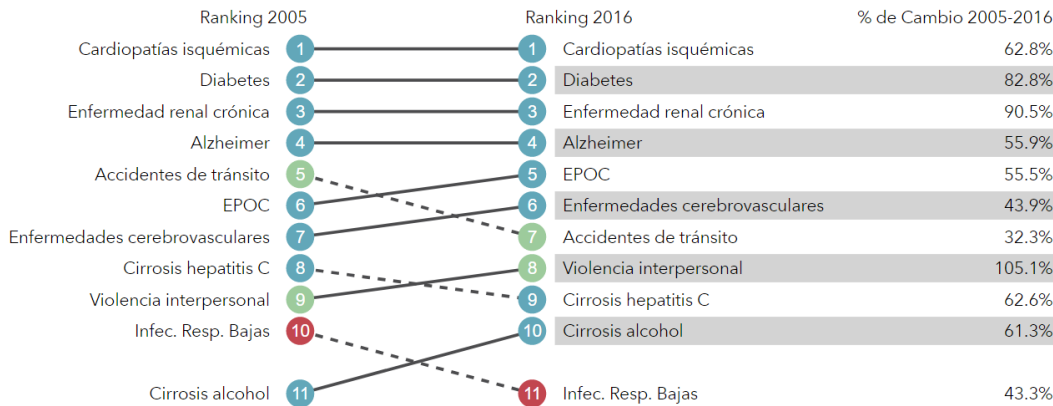 Ranking 2005 Ranking 2016 % de Cambio 2005-2016
Cardiopatías isquémicas 1 1 Cardiopatías isquémicas 62.8%
Diabetes 2 2 Diabetes 82.8%
Enfermedad renal crónica 3 3 Enfermedad renal crónica 90.5%
Alzheimer 4 4 Alzheimer 55.9%
Accidentes de tránsito 5 5 EPOC 55.5%
EPOC 6 6 Enfermedades cerebrovasculares 43.9%
Enfermedades cerebrovasculares 7 7 Accidentes de tránsito 32.3%
Cirrosis hepatitis C 8 8 Violencia interpersonal 105.1%
Violencia interpersonal 9 9 Cirrosis hepatitis C 62.6%
Infec. Resp. Bajas 10 10 Cirrosis alcohol 61.3%
Cirrosis alcohol 11 11 Infec. Resp. Bajas 43.3%